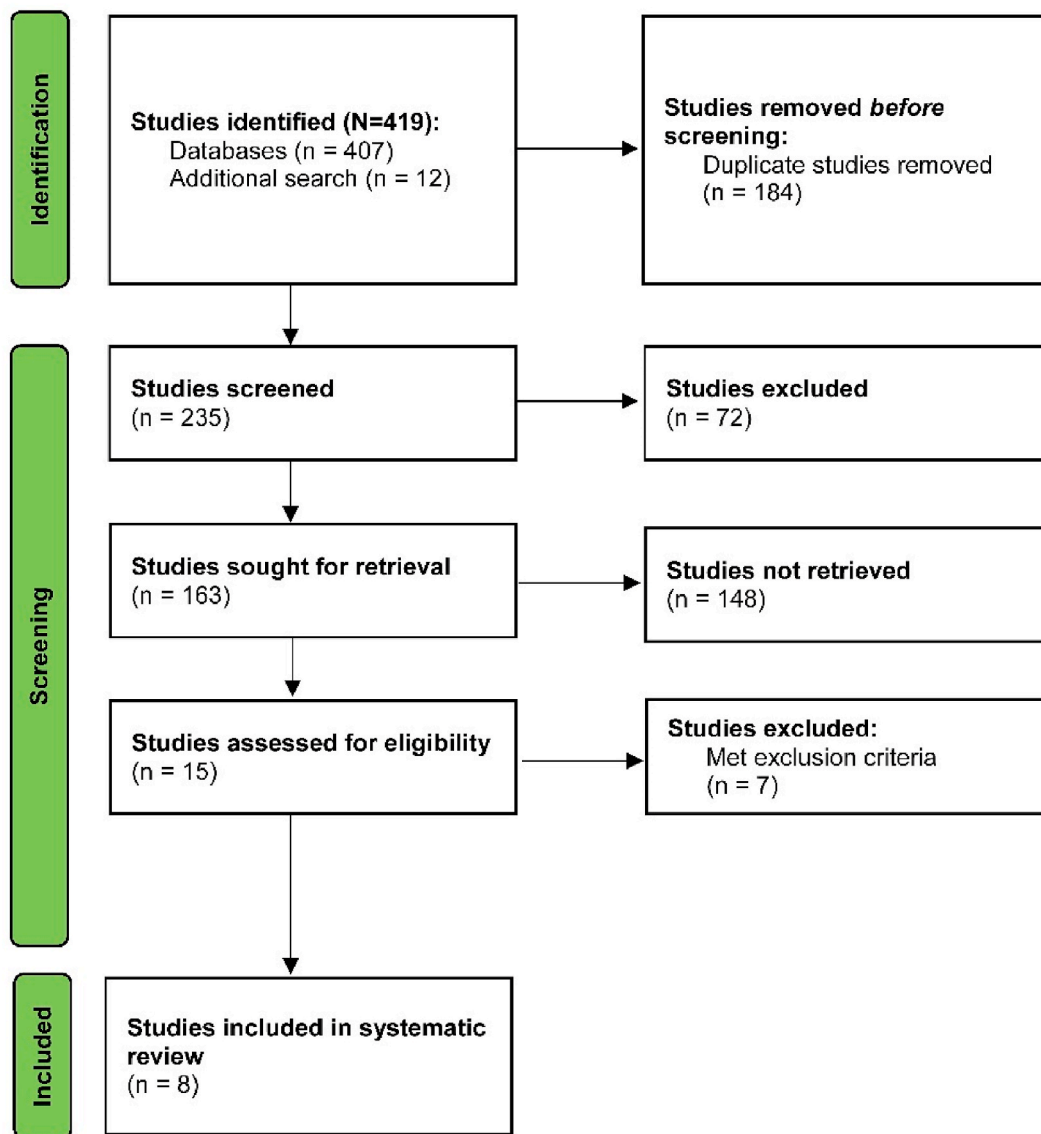 Identification
Studies identified (N=419):
Databases (n = 407)
Additional search (n = 12)
Studies removed before
screening:
Duplicate studies removed
(n = 184)
Screening
Studies screened
(n = 235)
Studies excluded
(n = 72)
Studies sought for retrieval
(n = 163)
Studies not retrieved
(n = 148)
Studies assessed for eligibility
(n = 15)
Studies excluded:
Met exclusion criteria
(n = 7)
Included
Studies included in systematic
review
(n = 8)